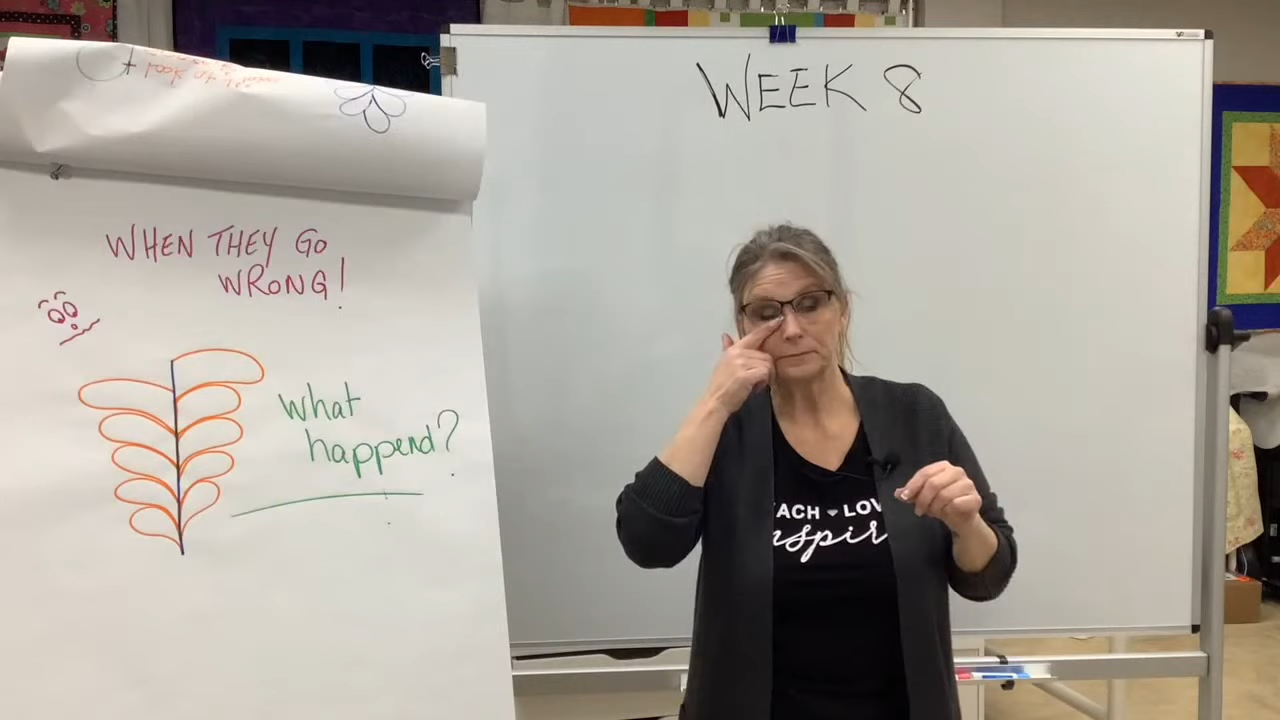 WHEN THEY GO
WRONG!
What
happend?
WEEK 8
EACH ♥ LOV
nspir